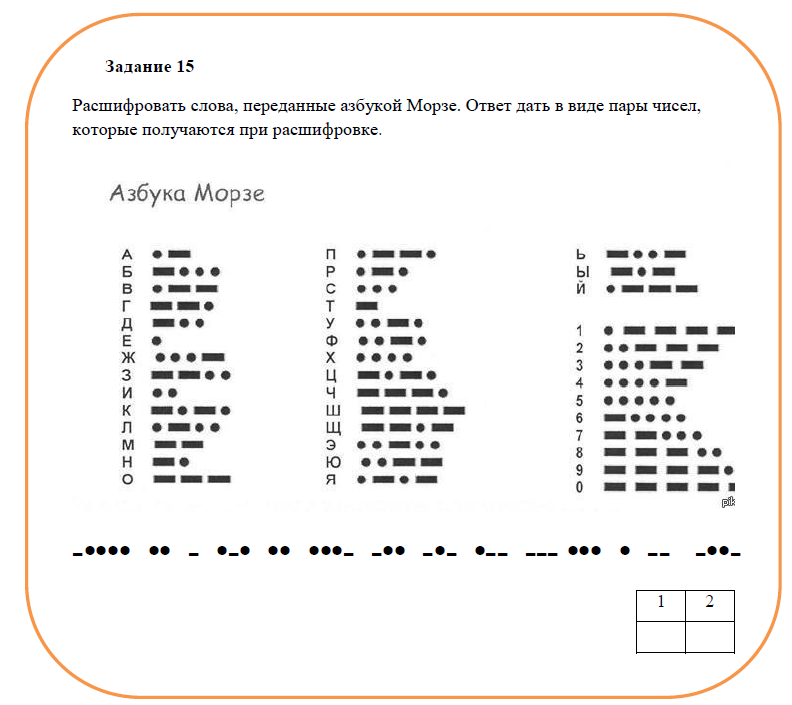 Задание 15
Расшифровать слова, переданные азбукой Морзе. Ответ дать в виде пары чисел,
которые получаются при расшифровке.
Азбука Морзе
А
Б
В
Г
Д
Е
Ж
З
И
К
Л
М
Н
О
П
Р
С
Т
У
Ф
Х
Ц
Ч
Ш
Щ
Э
Ю
Я
Ь
Ы
Й
1
2
3
4
5
6
7
8
9
0
1 2